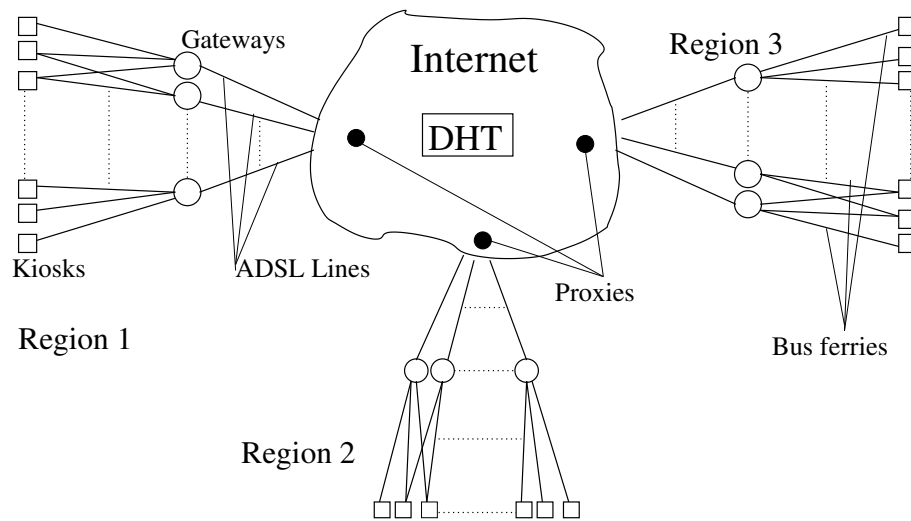 Gateways
Internet
Region 3
DHT
Kiosks
ADSL Lines
Proxies
Region 1
Bus ferries
Region 2